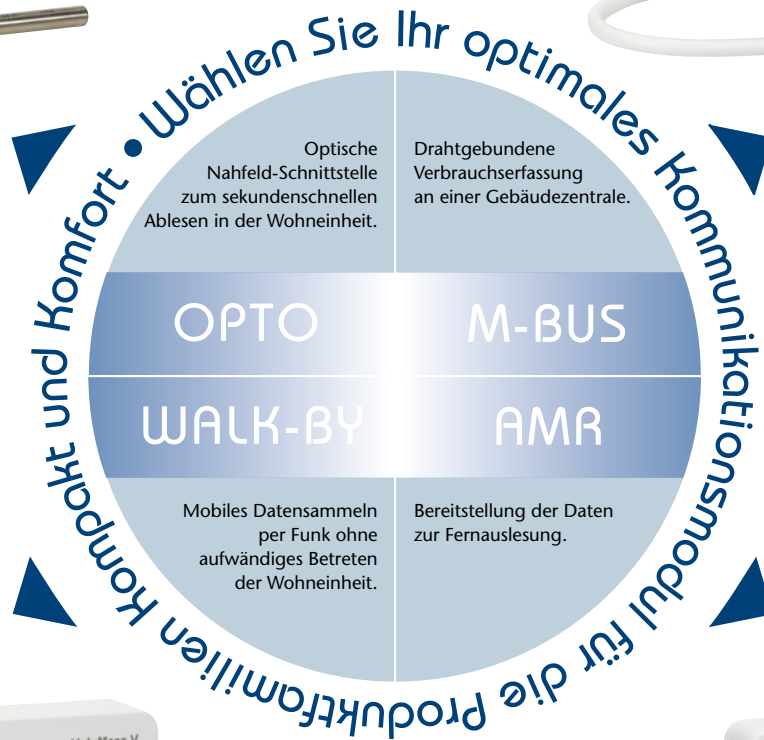 Wählen Sie Ihr optimales Kommunikationsmodul für die Produktfamilien Kompakt und Komfort •
Optische
Nahfeld-Schnittstelle
zum sekundenschnellen
Ablesen in der Wohneinheit.
Drahtgebundene
Verbrauchserfassung
an einer Gebäudezentrale.
OPTO
M-BUS
WALK-BY
AMR
Mobiles Datensammeln
per Funk ohne
aufwändiges Betreten
der Wohneinheit.
Bereitstellung der Daten
zur Fernauslesung.